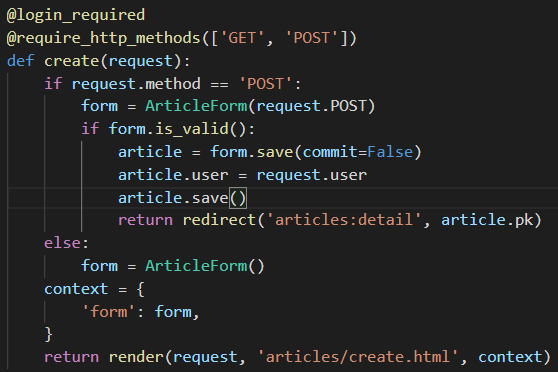 @login_required
@require_http_methods(['GET', 'POST'])
def create(request):
    if request.method == 'POST':
        form = ArticleForm(request.POST)
        if form.is_valid():
            article = form.save(commit=False)
            article.user = request.user
            article.save()
            return redirect('articles:detail', article.pk)
    else:
        form = ArticleForm()
    context = {
        'form': form,
    }
    return render(request, 'articles/create.html', context)